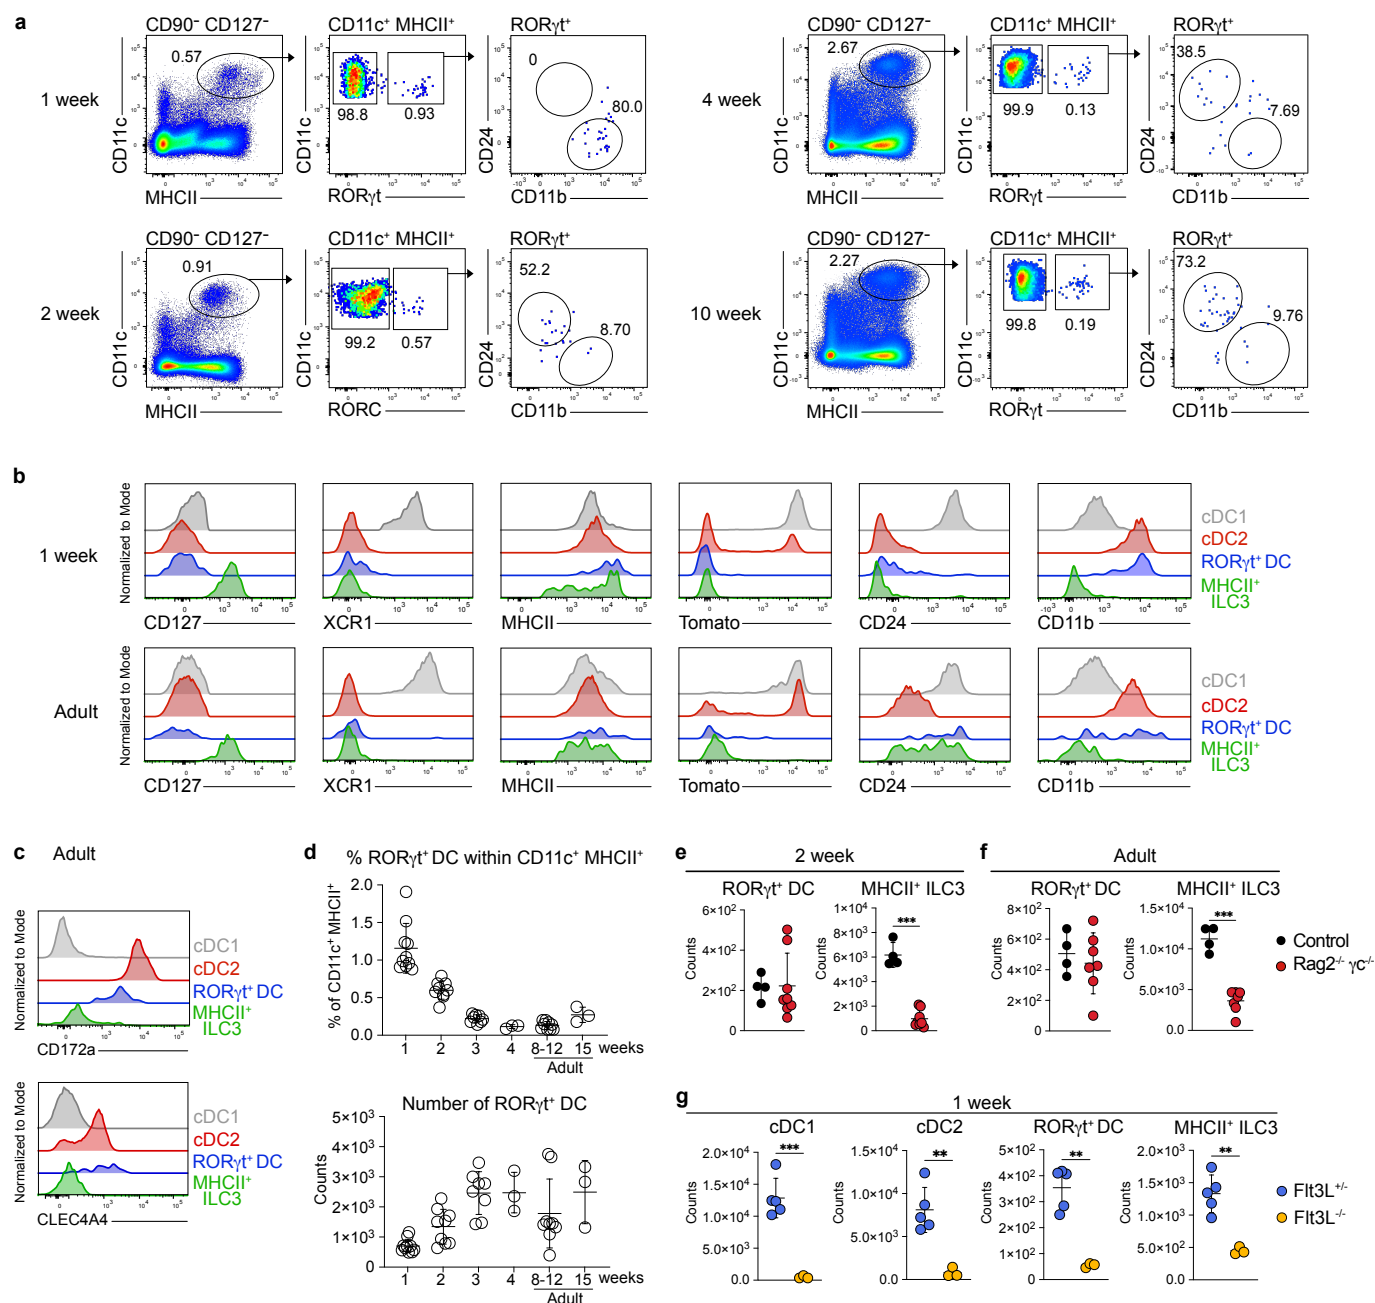 a
1 week
CD90⁻ CD127⁻
0.57
CD11c
MHCII
CD11c⁺ MHCII⁺
98.8
0.93
CD11c
RORγt
RORγt⁺
0
80.0
CD24
CD11b
4 week
CD90⁻ CD127⁻
2.67
CD11c
MHCII
CD11c⁺ MHCII⁺
99.9
0.13
CD11c
RORγt
RORγt⁺
38.5
7.69
CD24
CD11b
2 week
CD90⁻ CD127⁻
0.91
CD11c
MHCII
CD11c⁺ MHCII⁺
99.2
0.57
CD11c
RORC
RORγt⁺
52.2
8.70
CD24
CD11b
10 week
CD90⁻ CD127⁻
2.27
CD11c
MHCII
CD11c⁺ MHCII⁺
99.8
0.19
CD11c
RORγt
RORγt⁺
73.2
9.76
CD24
CD11b
b
1 week
Normalized to Mode
CD127
XCR1
MHCII
Tomato
CD24
CD11b
cDC1
cDC2
RORγt⁺ DC
MHCII⁺
ILC3
Adult
Normalized to Mode
CD127
XCR1
MHCII
Tomato
CD24
CD11b
cDC1
cDC2
RORγt⁺ DC
MHCII⁺
ILC3
c
Adult
Normalized to Mode
cDC1
cDC2
RORγt⁺ DC
MHCII⁺
ILC3
CD172a
Normalized to Mode
cDC1
cDC2
RORγt⁺ DC
MHCII⁺
ILC3
CLEC4A4
d
% RORγt⁺ DC within CD11c⁺ MHCII⁺
% of CD11c⁺ MHCII⁺
2.0
1.5
1.0
0.5
0.0
1 2 3 4 8-12 15 weeks
Adult
Number of RORγt⁺ DC
Counts
5×10³
4×10³
3×10³
2×10³
1×10³
0
1 2 3 4 8-12 15 weeks
Adult
e
2 week
RORγt⁺ DC
Counts
6×10²
4×10²
2×10²
0
MHCII⁺ ILC3
***
Counts
1×10⁴
8×10³
6×10³
4×10³
2×10³
0
f
Adult
RORγt⁺ DC
Counts
8×10²
6×10²
4×10²
2×10²
0
MHCII⁺ ILC3
***
Counts
1.5×10⁴
1.0×10⁴
5.0×10³
0.0
Control
Rag2⁻/⁻ γc⁻/⁻
g
1 week
cDC1
***
Counts
2.0×10⁴
1.5×10⁴
1.0×10⁴
5.0×10³
0.0
cDC2
**
Counts
1.5×10⁴
1.0×10⁴
5.0×10³
0.0
RORγt⁺ DC
**
Counts
5×10²
4×10²
3×10²
2×10²
1×10²
0
MHCII⁺ ILC3
**
Counts
2.0×10³
1.5×10³
1.0×10³
5.0×10²
0.0
Flt3L⁺/⁻
Flt3L⁻/⁻